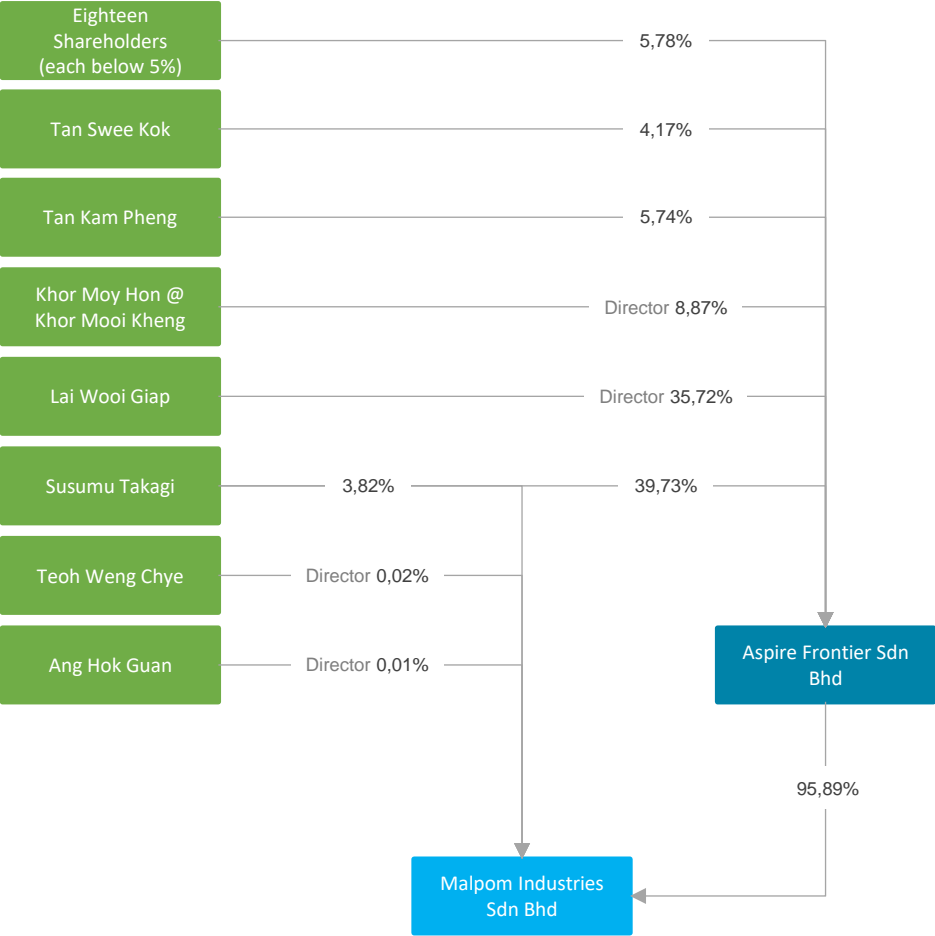 Eighteen
Shareholders
(each below 5%)
5,78%
Tan Swee Kok
4,17%
Tan Kam Pheng
5,74%
Khor Moy Hon @
Khor Mooi Kheng
Director 8,87%
Lai Wooi Giap
Director 35,72%
Susumu Takagi
3,82%
39,73%
Teoh Weng Chye
Director 0,02%
Ang Hok Guan
Director 0,01%
Aspire Frontier Sdn
Bhd
95,89%
Malpom Industries
Sdn Bhd